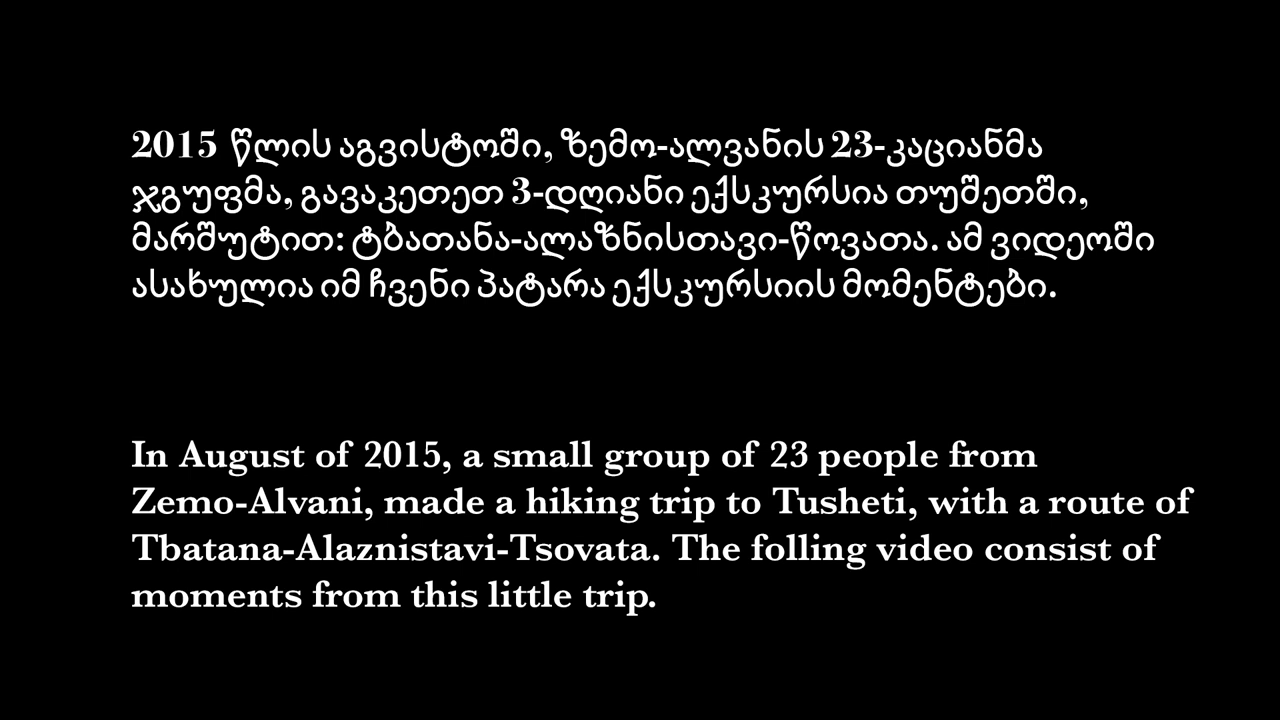 2015 წლის აგვისტოში, ზემო-ალვანის 23-კაციანმა
ჯგუფმა, გავაკეთეთ 3-დღიანი ექსკურსია თუშეთში,
მარშუტით: ტბათანა-ალაზნისთავი-წოვათა. ამ ვიდეოში
ასახულია იმ ჩვენი პატარა ექსკურსიის მომენტები.
In August of 2015, a small group of 23 people from
Zemo-Alvani, made a hiking trip to Tusheti, with a route of
Tbatana-Alaznistavi-Tsovata. The folling video consist of
moments from this little trip.